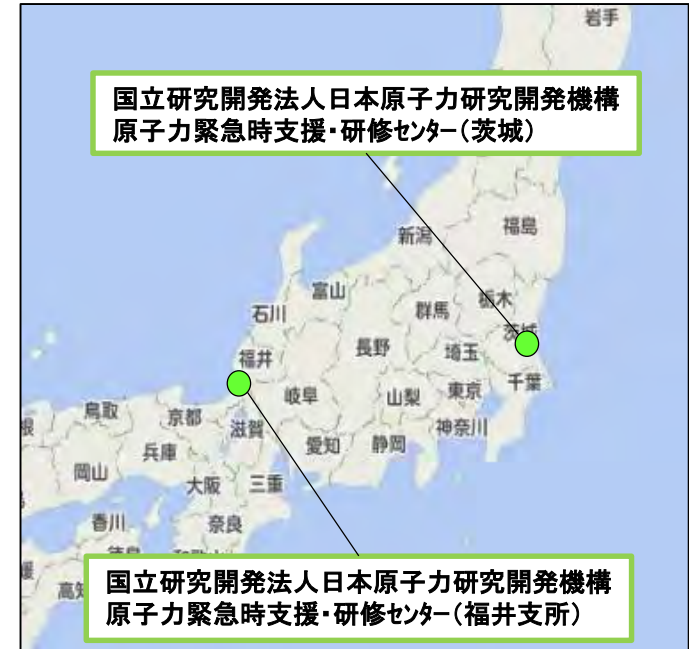 岩手
国立研究開発法人日本原子力研究開発機構
原子力緊急時支援・研修センター(茨城)
福島
新潟
富山
栃木
石川
群馬
茨城
長野
埼玉
福井
千葉
岐阜
山梨
東京
鳥取
京都
滋賀
神奈川
愛知
静岡
兵庫
岡山
大阪
三重
香川
奈良
国立研究開発法人日本原子力研究開発機構
原子力緊急時支援・研修センター(福井支所)